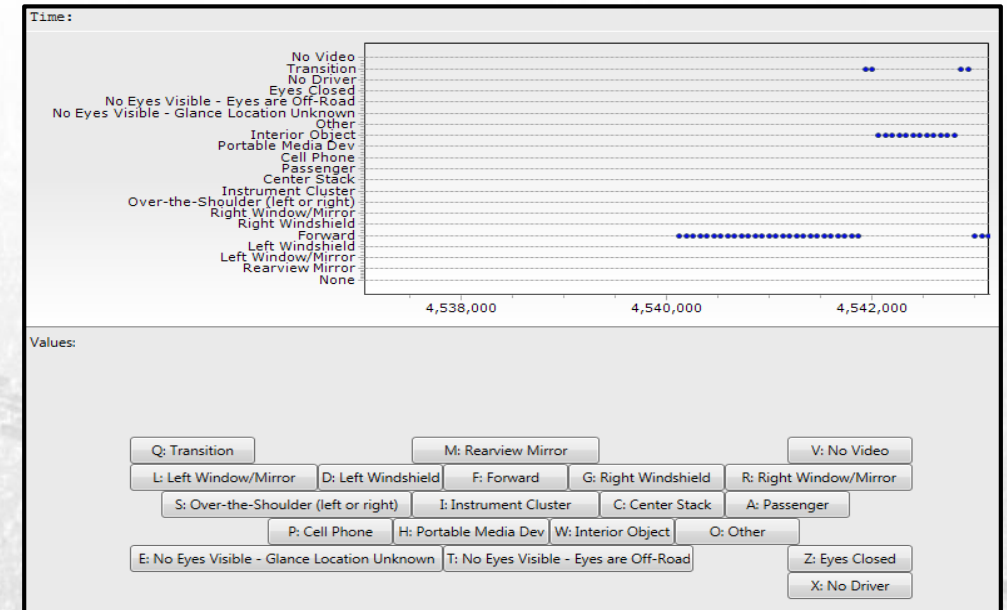 Time:
No Video
Transition
No Driver
Eyes Closed
No Eyes Visible - Eyes are Off-Road
No Eyes Visible - Glance Location Unknown
Other
Interior Object
Portable Media Dev
Cell Phone
Passenger
Center Stack
Instrument Cluster
Over-the-Shoulder (left or right)
Right Window/Mirror
Right Windshield
Forward
Left Windshield
Left Window/Mirror
Rearview Mirror
None
4,538,000 4,540,000 4,542,000
Values:
Q: Transition M: Rearview Mirror V: No Video
L: Left Window/Mirror D: Left Windshield F: Forward G: Right Windshield R: Right Window/Mirror
S: Over-the-Shoulder (left or right) I: Instrument Cluster C: Center Stack A: Passenger
P: Cell Phone H: Portable Media Dev W: Interior Object O: Other
E: No Eyes Visible - Glance Location Unknown T: No Eyes Visible - Eyes are Off-Road Z: Eyes Closed
X: No Driver